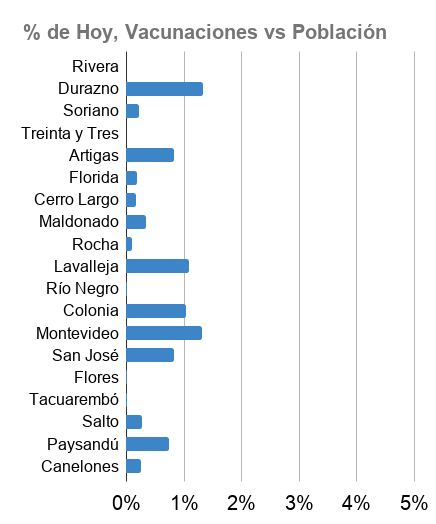 % de Hoy, Vacunaciones vs Población
Rivera
Durazno
Soriano
Treinta y Tres
Artigas
Florida
Cerro Largo
Maldonado
Rocha
Lavalleja
Río Negro
Colonia
Montevideo
San José
Flores
Tacuarembó
Salto
Paysandú
Canelones
0% 1% 2% 3% 4% 5%